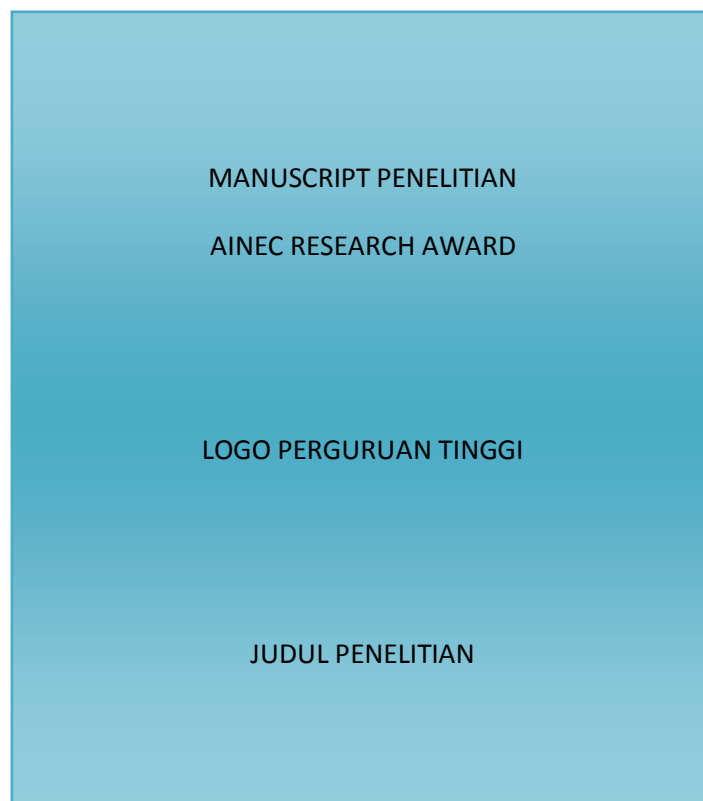 MANUSCRIPT PENELITIAN
AINEC RESEARCH AWARD
LOGO PERGURUAN TINGGI
JUDUL PENELITIAN